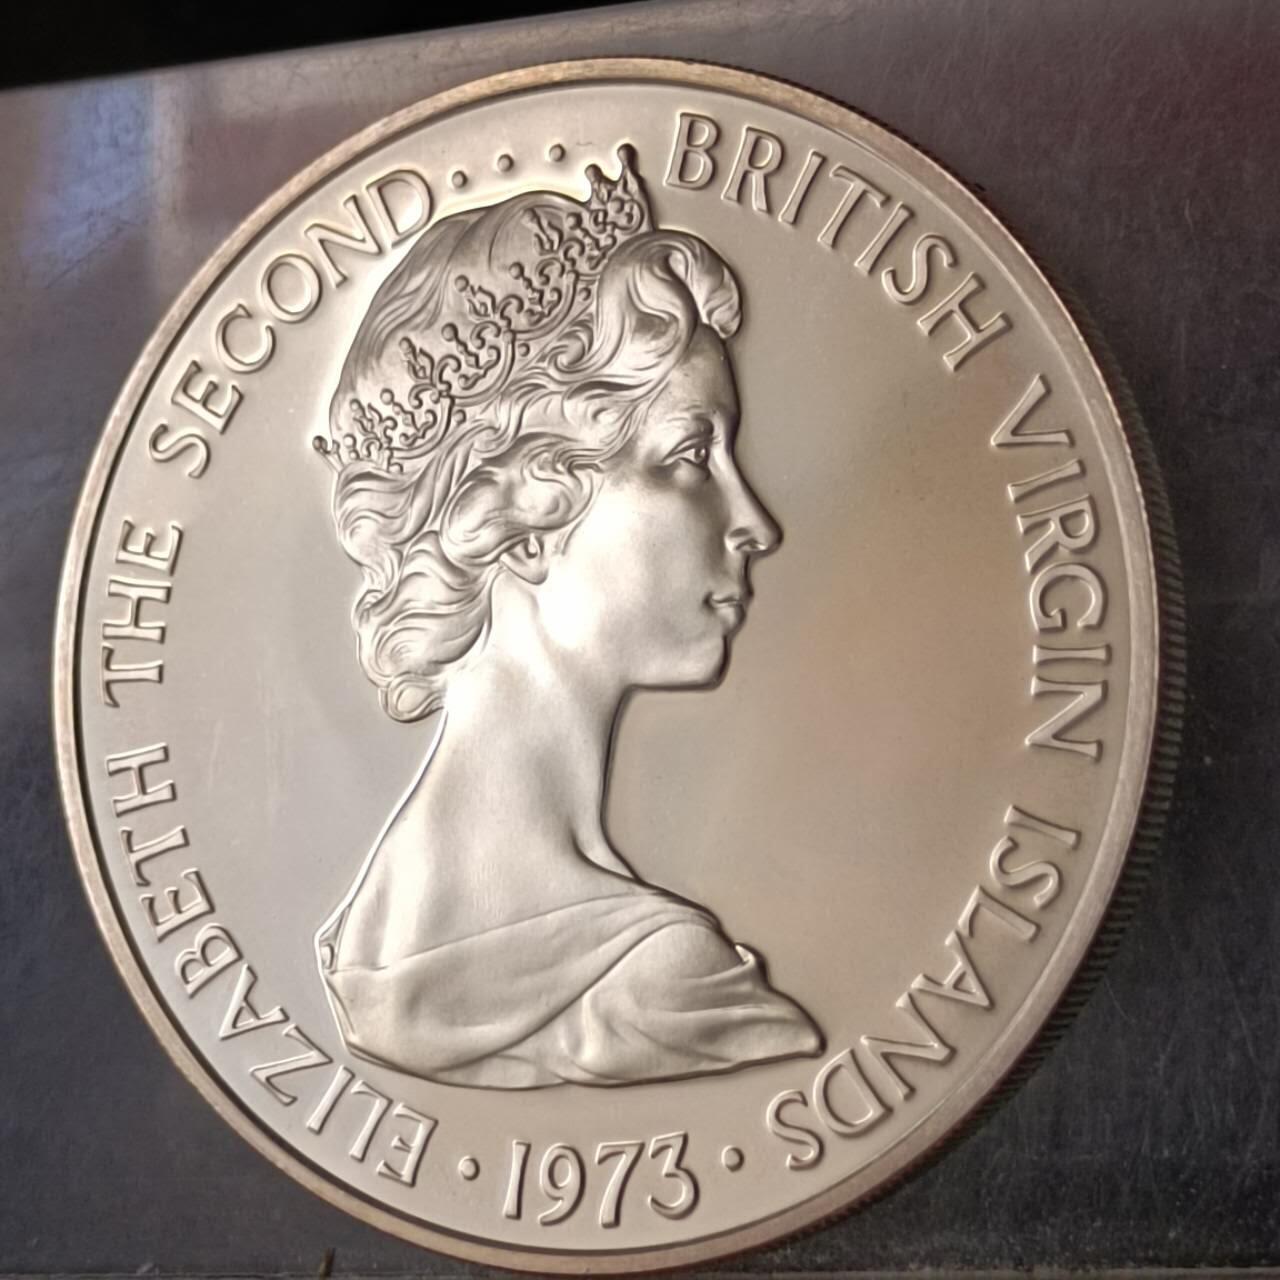 ELIZABETH THE SECOND.... BRITISH VIRGIN ISLANDS
· 1973 ·